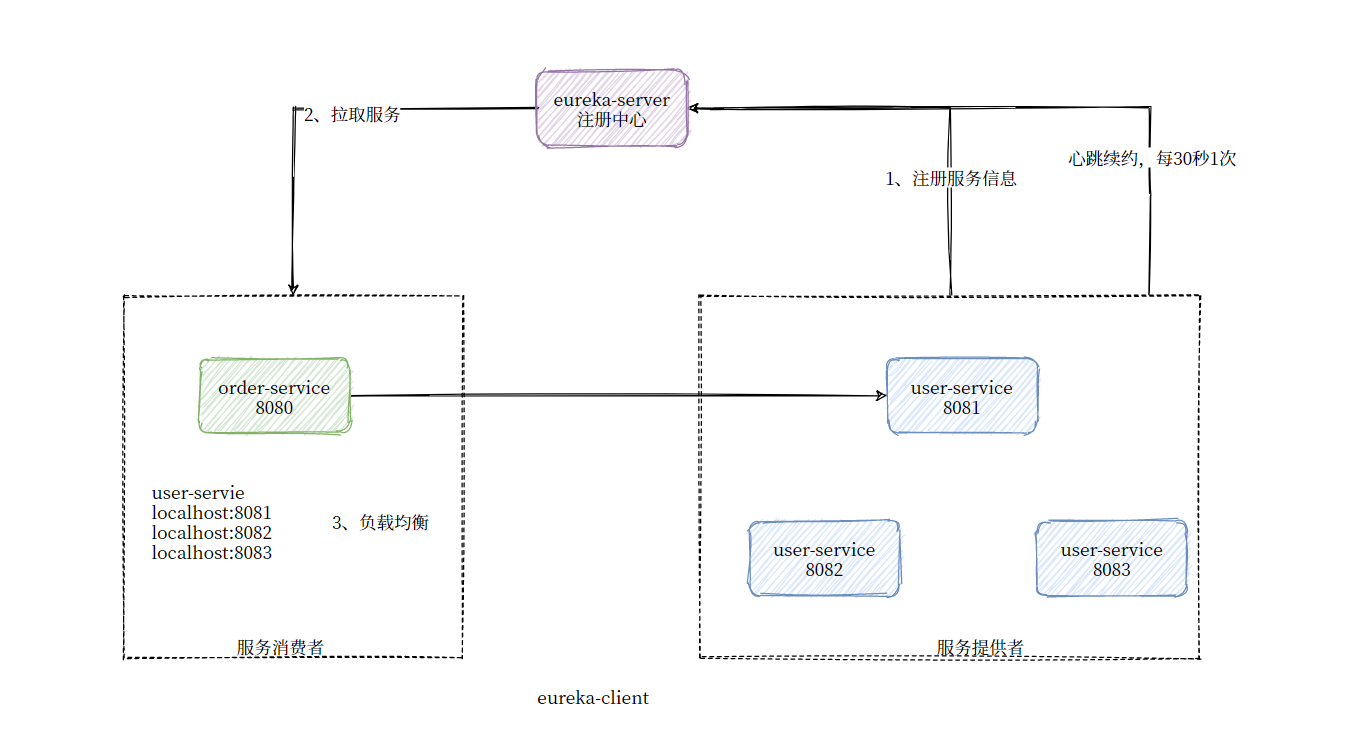 eureka-server
注册中心
2、拉取服务
心跳续约，每30秒1次
1、注册服务信息
order-service
8080
user-service
8081
user-servie
localhost:8081
localhost:8082
localhost:8083
3、负载均衡
user-service
8082
user-service
8083
服务消费者
服务提供者
eureka-client